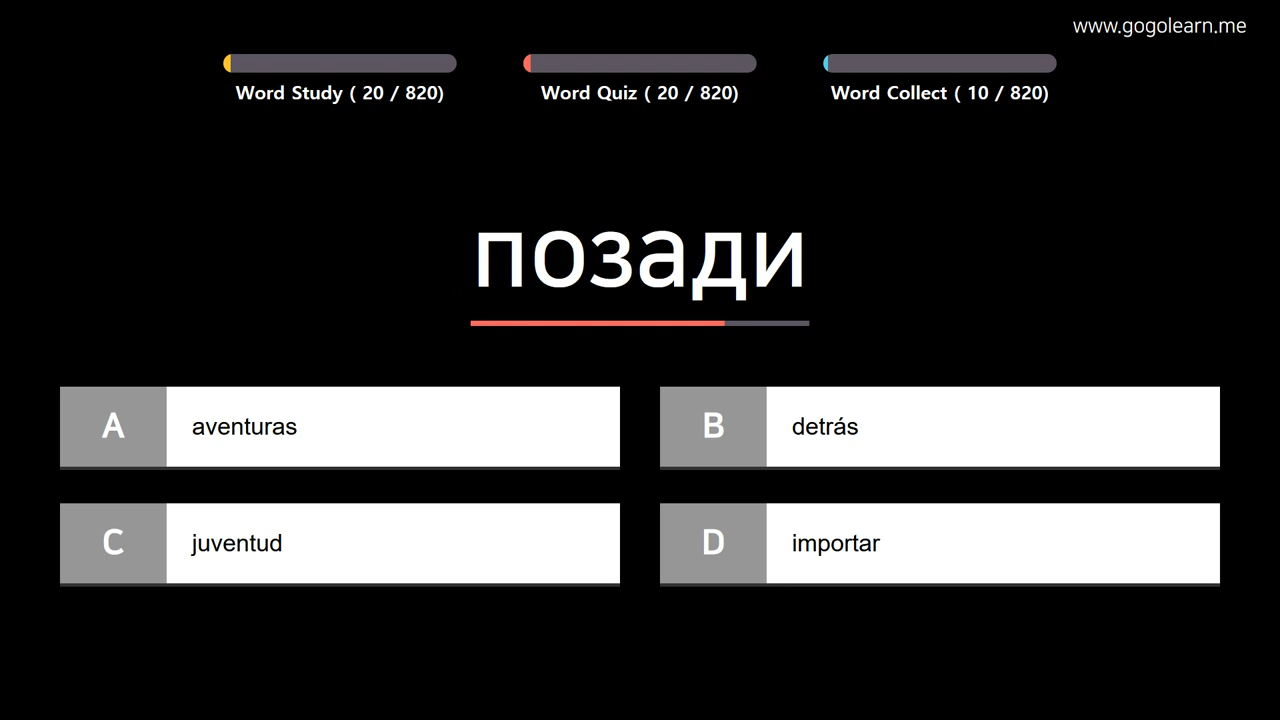 www.gogolearn.me
Word Study ( 20 / 820)
Word Quiz ( 20 / 820)
Word Collect ( 10 / 820)
позади
A
aventuras
B
detrás
C
juventud
D
importar